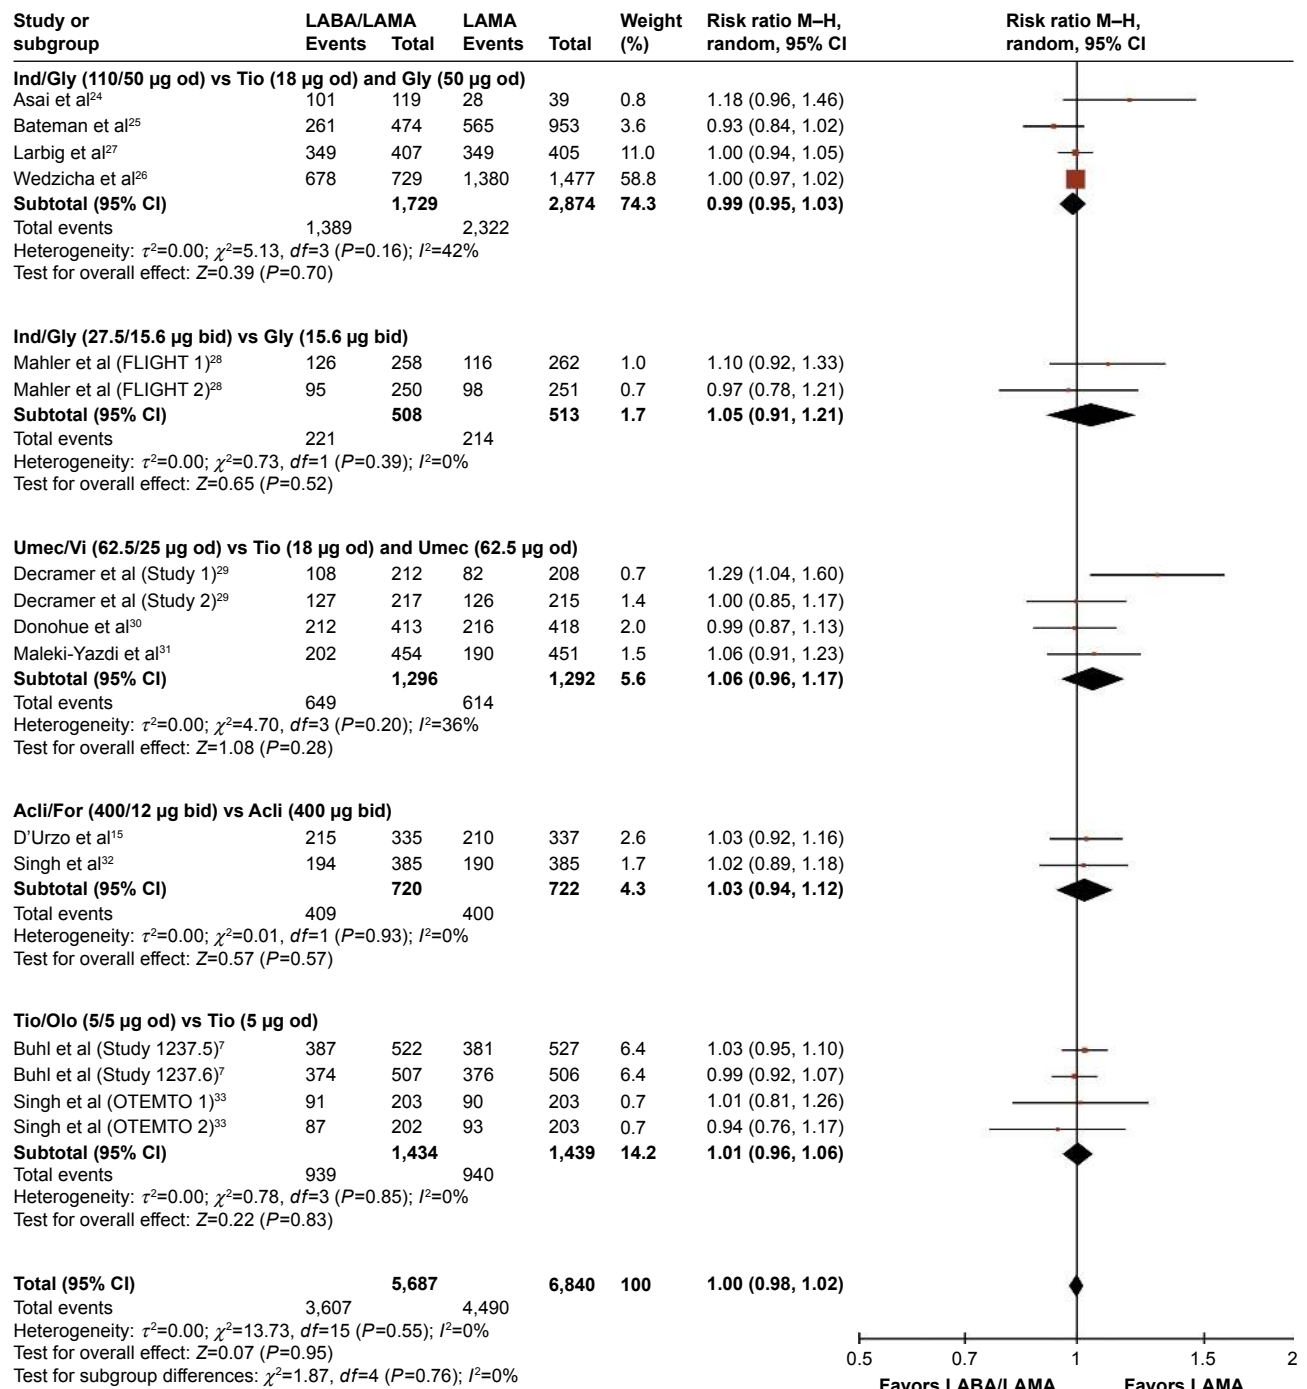 Study or subgroup LABA/LAMA LAMA Weight (%) Risk ratio M–H, random, 95% CI Risk ratio M–H, random, 95% CI
Events Total Events Total
Ind/Gly (110/50 µg od) vs Tio (18 µg od) and Gly (50 µg od)
Asai et al24 101 119 28 39 0.8 1.18 (0.96, 1.46)
Bateman et al25 261 474 565 953 3.6 0.93 (0.84, 1.02)
Larbig et al27 349 407 349 405 11.0 1.00 (0.94, 1.05)
Wedzicha et al26 678 729 1,380 1,477 58.8 1.00 (0.97, 1.02)
Subtotal (95% CI) 1,729 2,874 74.3 0.99 (0.95, 1.03)
Total events 1,389 2,322
Heterogeneity: τ2=0.00; χ2=5.13, df=3 (P=0.16); I2=42%
Test for overall effect: Z=0.39 (P=0.70)
Ind/Gly (27.5/15.6 µg bid) vs Gly (15.6 µg bid)
Mahler et al (FLIGHT 1)28 126 258 116 262 1.0 1.10 (0.92, 1.33)
Mahler et al (FLIGHT 2)28 95 250 98 251 0.7 0.97 (0.78, 1.21)
Subtotal (95% CI) 508 513 1.7 1.05 (0.91, 1.21)
Total events 221 214
Heterogeneity: τ2=0.00; χ2=0.73, df=1 (P=0.39); I2=0%
Test for overall effect: Z=0.65 (P=0.52)
Umec/Vi (62.5/25 µg od) vs Tio (18 µg od) and Umec (62.5 µg od)
Decramer et al (Study 1)29 108 212 82 208 0.7 1.29 (1.04, 1.60)
Decramer et al (Study 2)29 127 217 126 215 1.4 1.00 (0.85, 1.17)
Donohue et al30 212 413 216 418 2.0 0.99 (0.87, 1.13)
Maleki-Yazdi et al31 202 454 190 451 1.5 1.06 (0.91, 1.23)
Subtotal (95% CI) 1,296 1,292 5.6 1.06 (0.96, 1.17)
Total events 649 614
Heterogeneity: τ2=0.00; χ2=4.70, df=3 (P=0.20); I2=36%
Test for overall effect: Z=1.08 (P=0.28)
Acli/For (400/12 µg bid) vs Acli (400 µg bid)
D’Urzo et al15 215 335 210 337 2.6 1.03 (0.92, 1.16)
Singh et al32 194 385 190 385 1.7 1.02 (0.89, 1.18)
Subtotal (95% CI) 720 722 4.3 1.03 (0.94, 1.12)
Total events 409 400
Heterogeneity: τ2=0.00; χ2=0.01, df=1 (P=0.93); I2=0%
Test for overall effect: Z=0.57 (P=0.57)
Tio/Olo (5/5 µg od) vs Tio (5 µg od)
Buhl et al (Study 1237.5)7 387 522 381 527 6.4 1.03 (0.95, 1.10)
Buhl et al (Study 1237.6)7 374 507 376 506 6.4 0.99 (0.92, 1.07)
Singh et al (OTEMTO 1)33 91 203 90 203 0.7 1.01 (0.81, 1.26)
Singh et al (OTEMTO 2)33 87 202 93 203 0.7 0.94 (0.76, 1.17)
Subtotal (95% CI) 1,434 1,439 14.2 1.01 (0.96, 1.06)
Total events 939 940
Heterogeneity: τ2=0.00; χ2=0.78, df=3 (P=0.85); I2=0%
Test for overall effect: Z=0.22 (P=0.83)
Total (95% CI) 5,687 6,840 100 1.00 (0.98, 1.02)
Total events 3,607 4,490
Heterogeneity: τ2=0.00; χ2=13.73, df=15 (P=0.55); I2=0%
Test for overall effect: Z=0.07 (P=0.95)
Test for subgroup differences: χ2=1.87, df=4 (P=0.76); I2=0%
0.5 0.7 1 1.5 2
Favors LABA/LAMA Favors LAMA